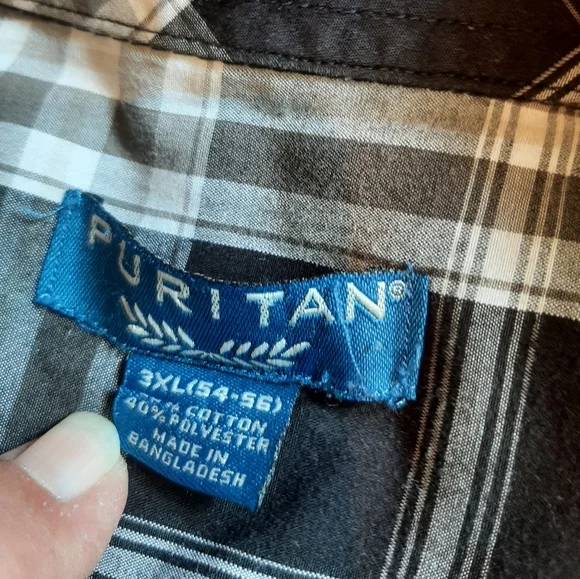 PURITAN®
3XL(54-56)
% COTTON
40% POLYESTER
MADE IN
BANGLADESH